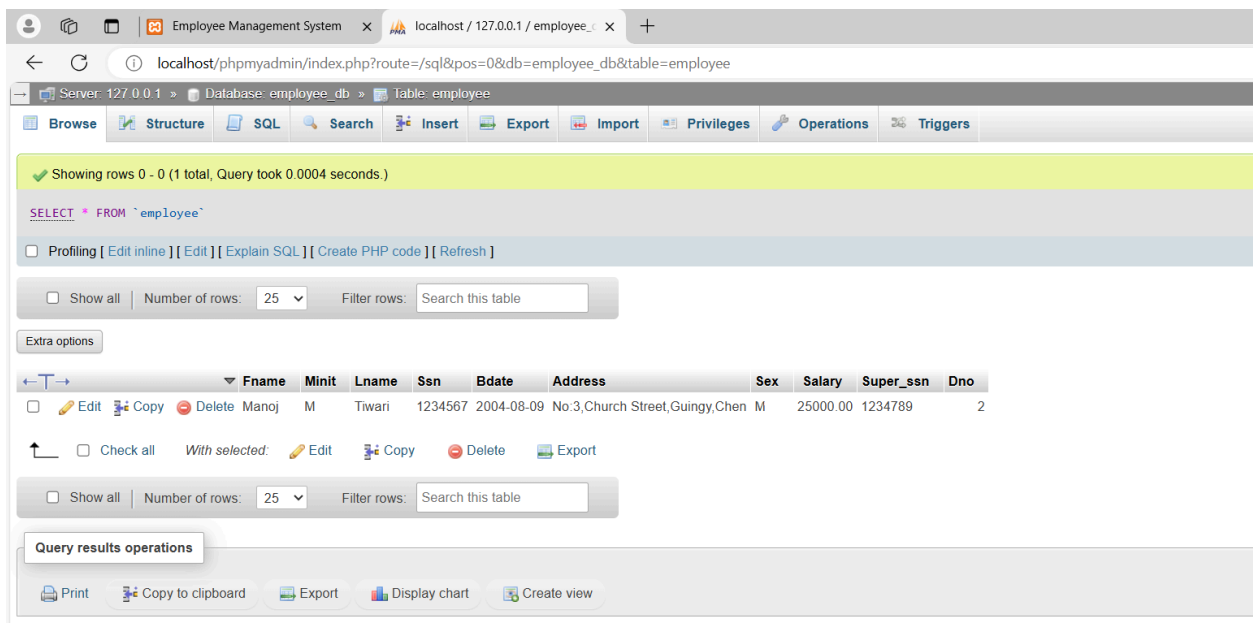 Employee Management System
localhost / 127.0.0.1 / employee_
localhost/phpmyadmin/index.php?route=/sql&pos=0&db=employee_db&table=employee
Server: 127.0.0.1 » Database: employee_db » Table: employee
Browse Structure SQL Search Insert Export Import Privileges Operations Triggers
Showing rows 0 - 0 (1 total, Query took 0.0004 seconds.)
SELECT * FROM `employee`
Profiling [ Edit inline ] [ Edit ] [ Explain SQL ] [ Create PHP code ] [ Refresh ]
Show all | Number of rows: 25 Filter rows: Search this table
Extra options
←T→ Fname Minit Lname Ssn Bdate Address Sex Salary Super_ssn Dno
Edit Copy Delete Manoj M Tiwari 1234567 2004-08-09 No:3,Church Street,Guingy,Chen M 25000.00 1234789 2
Check all With selected: Edit Copy Delete Export
Show all | Number of rows: 25 Filter rows: Search this table
Query results operations
Print Copy to clipboard Export Display chart Create view